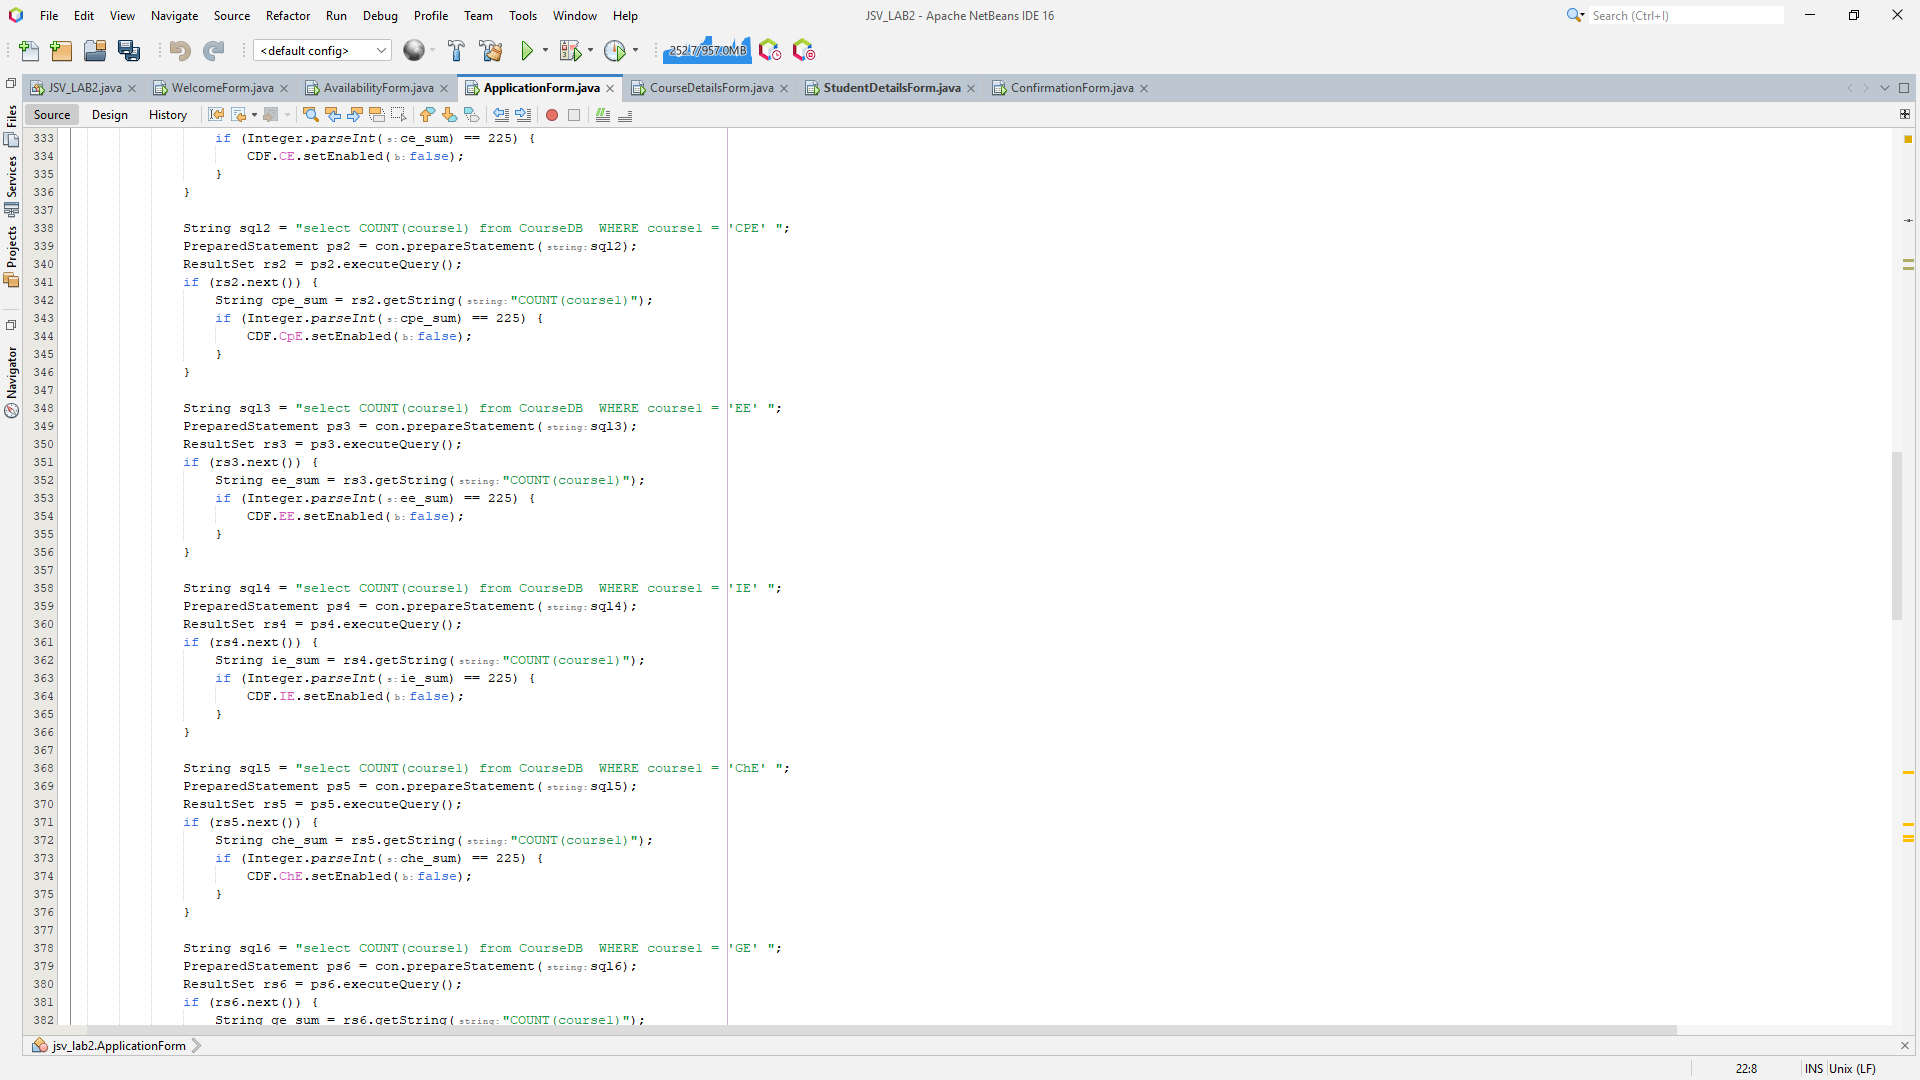 File Edit View Navigate Source Refactor Run Debug Profile Team Tools Window Help
JSV_LAB2 - Apache NetBeans IDE 16
Search (Ctrl+I)
<default config>
252.7/957.0MB
JSV_LAB2.java WelcomeForm.java AvailabilityForm.java ApplicationForm.java CourseDetailsForm.java StudentDetailsForm.java ConfirmationForm.java
Source Design History
Files
Services
Projects
Navigator
333 if (Integer.parseInt(s:ce_sum) == 225) {
334 CDF.CE.setEnabled(b:false);
335 }
336 }
337
338 String sql2 = "select COUNT(course1) from CourseDB  WHERE course1 = 'CPE' ";
339 PreparedStatement ps2 = con.prepareStatement(string:sql2);
340 ResultSet rs2 = ps2.executeQuery();
341 if (rs2.next()) {
342 String cpe_sum = rs2.getString(string:"COUNT(course1)");
343 if (Integer.parseInt(s:cpe_sum) == 225) {
344 CDF.CpE.setEnabled(b:false);
345 }
346 }
347
348 String sql3 = "select COUNT(course1) from CourseDB  WHERE course1 = 'EE' ";
349 PreparedStatement ps3 = con.prepareStatement(string:sql3);
350 ResultSet rs3 = ps3.executeQuery();
351 if (rs3.next()) {
352 String ee_sum = rs3.getString(string:"COUNT(course1)");
353 if (Integer.parseInt(s:ee_sum) == 225) {
354 CDF.EE.setEnabled(b:false);
355 }
356 }
357
358 String sql4 = "select COUNT(course1) from CourseDB  WHERE course1 = 'IE' ";
359 PreparedStatement ps4 = con.prepareStatement(string:sql4);
360 ResultSet rs4 = ps4.executeQuery();
361 if (rs4.next()) {
362 String ie_sum = rs4.getString(string:"COUNT(course1)");
363 if (Integer.parseInt(s:ie_sum) == 225) {
364 CDF.IE.setEnabled(b:false);
365 }
366 }
367
368 String sql5 = "select COUNT(course1) from CourseDB  WHERE course1 = 'ChE' ";
369 PreparedStatement ps5 = con.prepareStatement(string:sql5);
370 ResultSet rs5 = ps5.executeQuery();
371 if (rs5.next()) {
372 String che_sum = rs5.getString(string:"COUNT(course1)");
373 if (Integer.parseInt(s:che_sum) == 225) {
374 CDF.ChE.setEnabled(b:false);
375 }
376 }
377
378 String sql6 = "select COUNT(course1) from CourseDB  WHERE course1 = 'GE' ";
379 PreparedStatement ps6 = con.prepareStatement(string:sql6);
380 ResultSet rs6 = ps6.executeQuery();
381 if (rs6.next()) {
382 String ge_sum = rs6.getString(string:"COUNT(course1)");
jsv_lab2.ApplicationForm
22:8 INS Unix (LF)